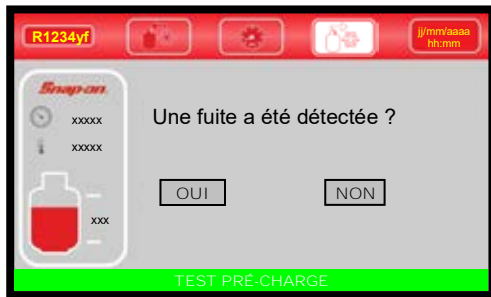 R1234yf
jj/mm/aaaa
hh:mm
Snap-on
xxxxx
xxxxx
xxx
Une fuite a été détectée ?
OUI
NON
TEST PRÉ-CHARGE